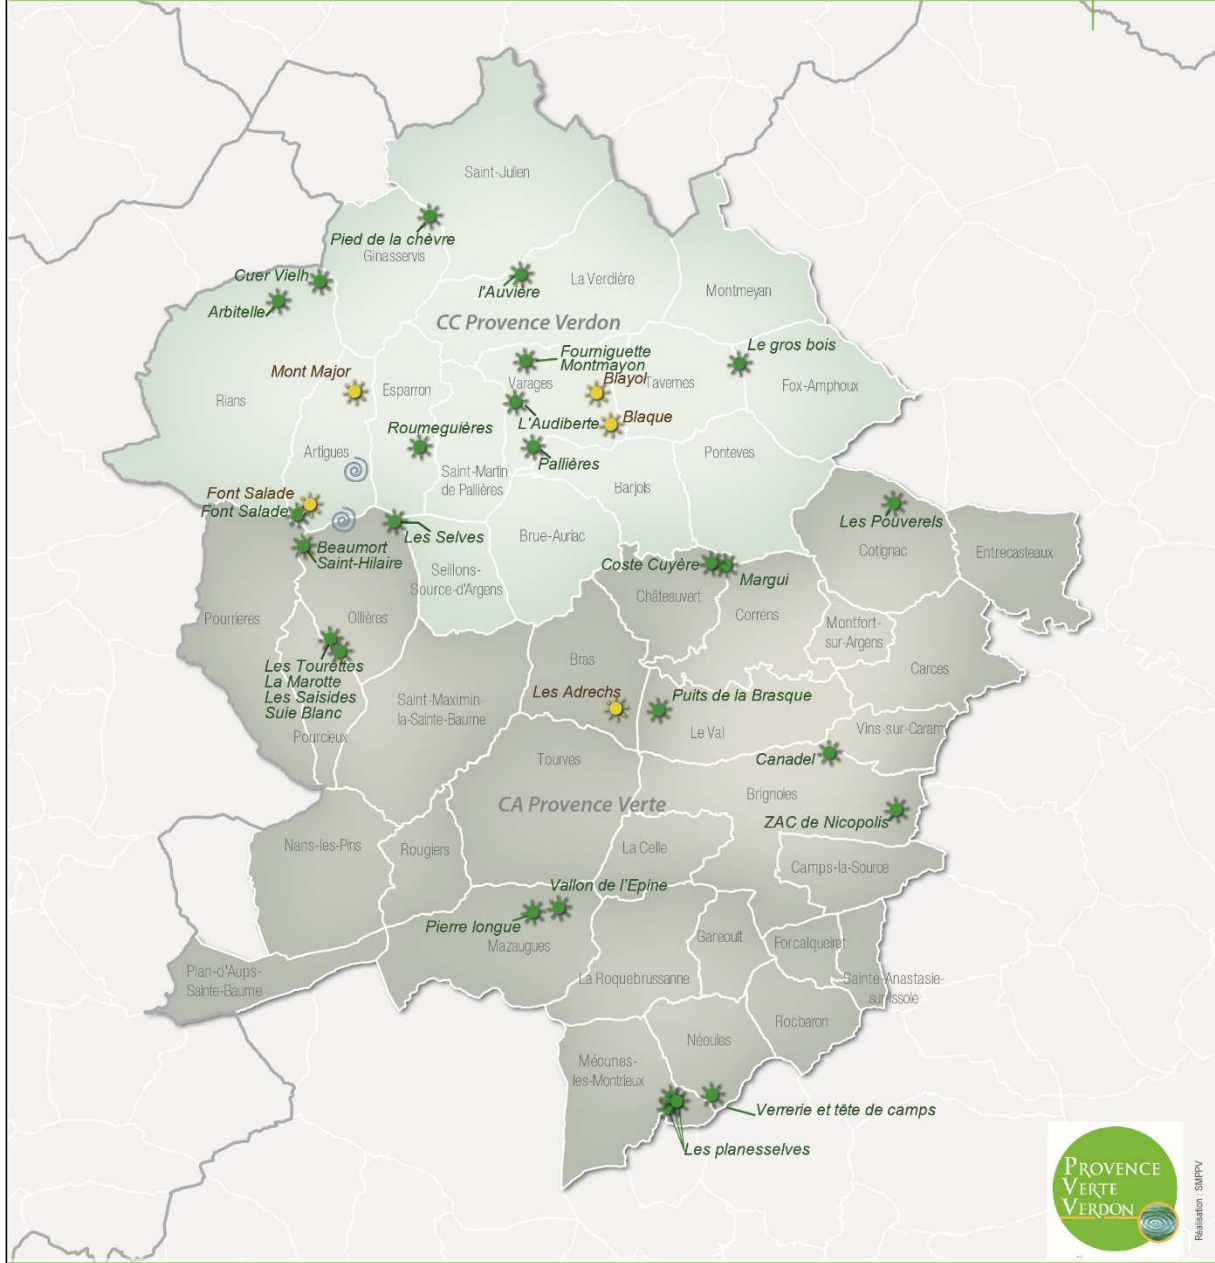 Saint-Julien
Pied de la chèvre
Ginasservis
Cuer Vielh
Arbitelle
l'Auvière
La Verdière
Montmeyan
CC Provence Verdon
Fourniguette
Montmayon
Le gros bois
Mont Major
Esparron
Varages
Blayol
Tavernes
Fox-Amphoux
Rians
L'Audiberte
Blaque
Roumeguières
Artigues
Pallières
Saint-Martin
de Pallières
Ponteves
Barjols
Font Salade
Font Salade
Les Pouverels
Les Selves
Brue-Auriac
Cotignac
Entrecasteaux
Beaumort
Saint-Hilaire
Coste Cuyère
Margui
Seillons-
Source-d'Argens
Châteauvert
Correns
Pourrieres
Ollières
Montfort-
sur-Argens
Bras
Carces
Les Tourettes
La Marotte
Les Saisides
Suie Blanc
Pourcieux
Saint-Maximin-
la-Sainte-Baume
Les Adrechs
Puits de la Brasque
Le Val
Vins-sur-Caram
Canadel
Tourves
CA Provence Verte
Brignoles
ZAC de Nicopolis
Nans-les-Pins
Rougiers
La Celle
Camps-la-Source
Vallon de l'Epine
Pierre longue
Mazaugues
Gareoult
Forcalqueiret
Plan-d'Aups-
Sainte-Baume
La Roquebrussanne
Sainte-Anastasie-
sur-Issole
Rocbaron
Néoules
Méounes-
les-Montrieux
Verrerie et tête de camps
Les planesselves
PROVENCE
VERTE
VERDON
Réalisation : SMPPV